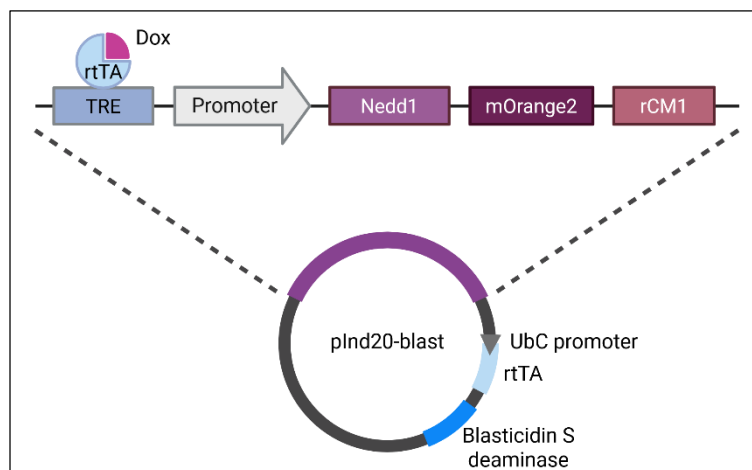 Dox
rtTA
TRE
Promoter
Nedd1
mOrange2
rCM1
pInd20-blast
UbC promoter
rtTA
Blasticidin S
deaminase